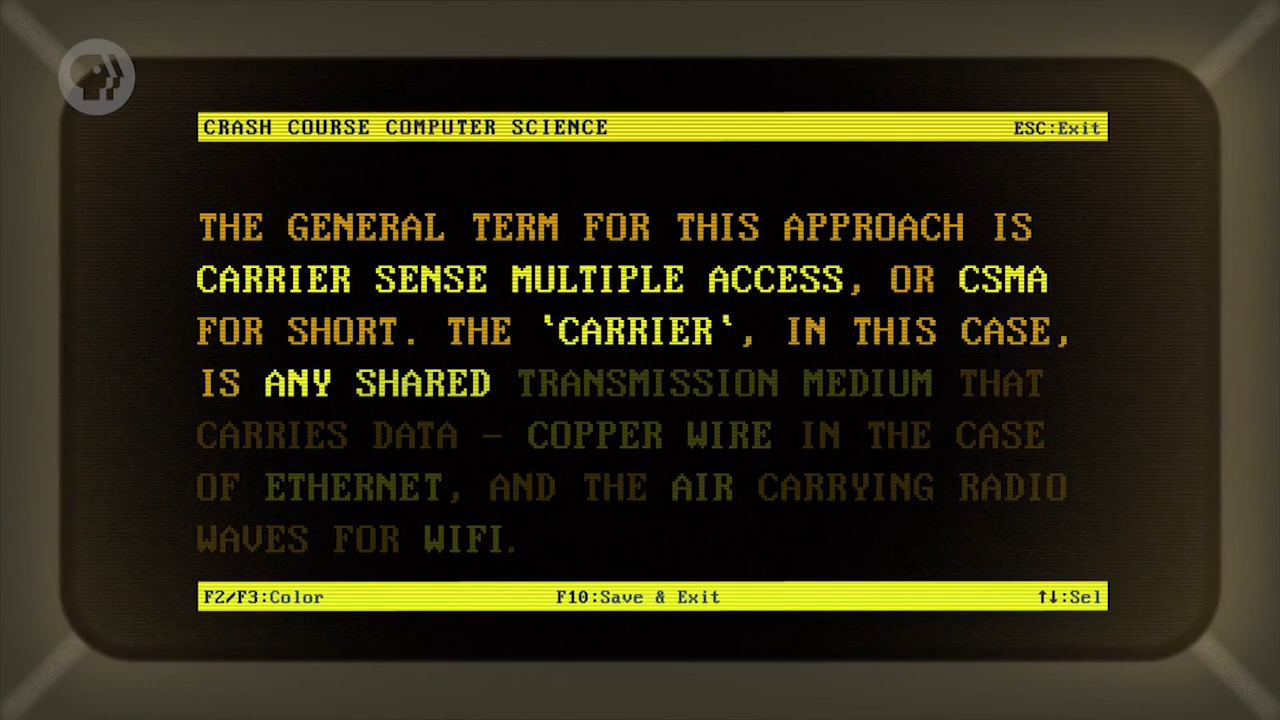 CRASH COURSE COMPUTER SCIENCE ESC:Exit
THE GENERAL TERM FOR THIS APPROACH IS
CARRIER SENSE MULTIPLE ACCESS, OR CSMA
FOR SHORT. THE 'CARRIER', IN THIS CASE,
IS ANY SHARED TRANSMISSION MEDIUM THAT
CARRIES DATA – COPPER WIRE IN THE CASE
OF ETHERNET, AND THE AIR CARRYING RADIO
WAVES FOR WIFI.
F2/F3:Color F10:Save & Exit ↑↓:Sel